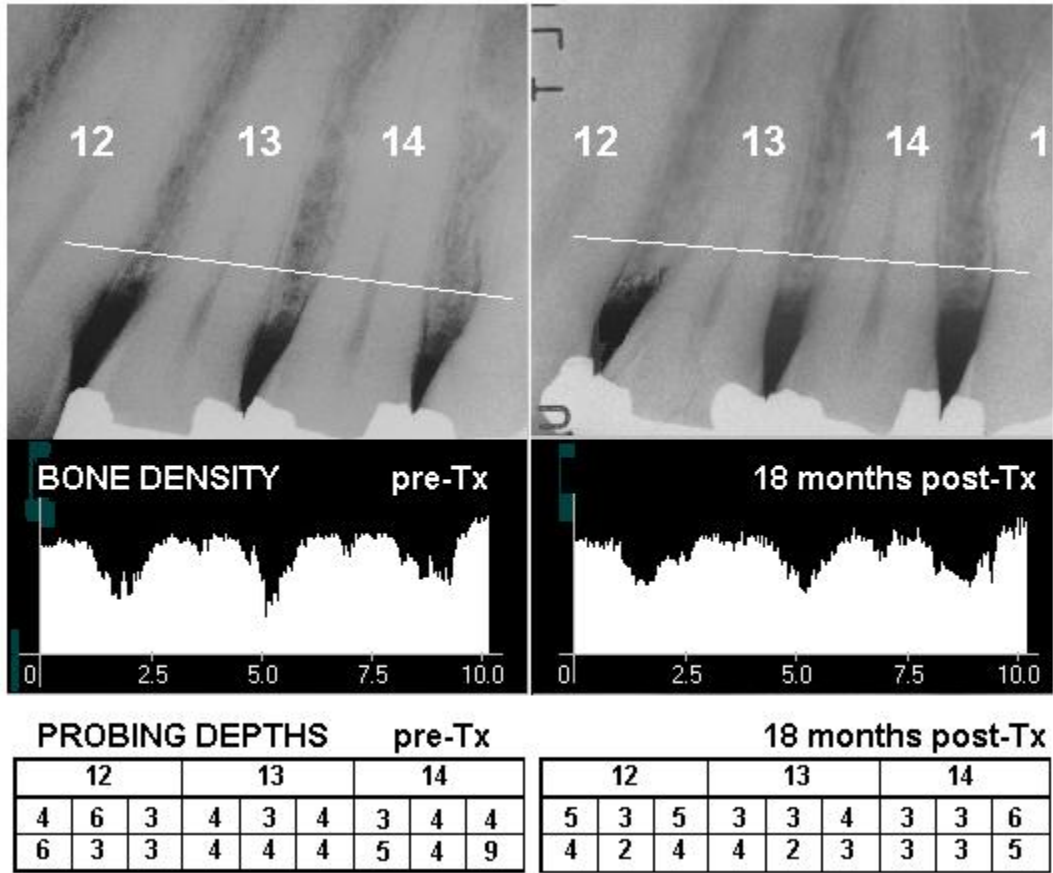 12 13 14
12 13 14 1
BONE DENSITY pre-Tx
0 2.5 5.0 7.5 10.0
18 months post-Tx
0 2.5 5.0 7.5 10.0
PROBING DEPTHS pre-Tx
12 13 14
4 6 3 4 3 4 3 4 4
6 3 3 4 4 4 5 4 9
18 months post-Tx
12 13 14
5 3 5 3 3 4 3 3 6
4 2 4 4 2 3 3 3 5